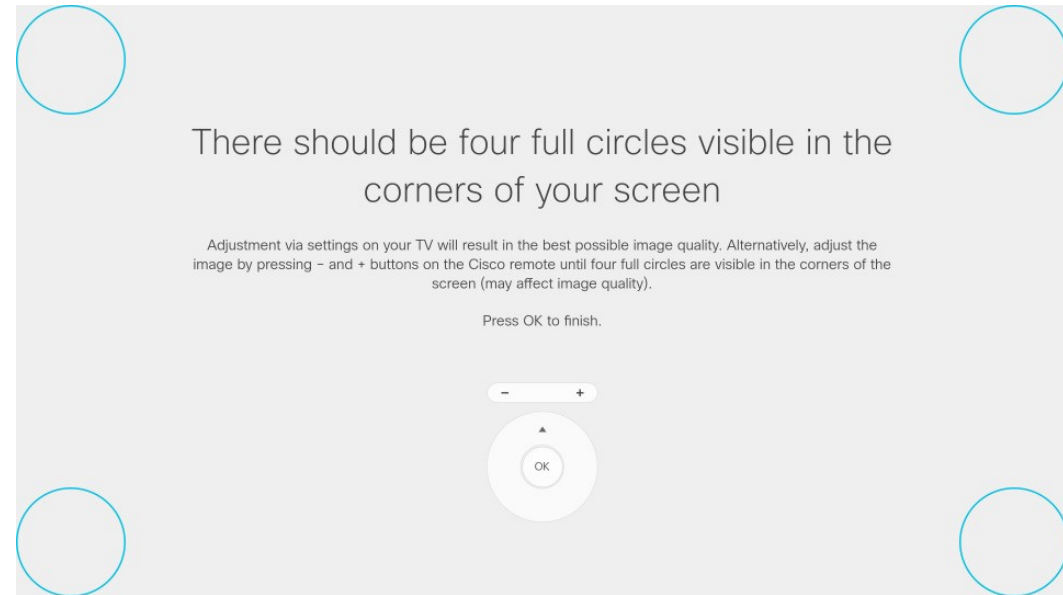 There should be four full circles visible in the
corners of your screen
Adjustment via settings on your TV will result in the best possible image quality. Alternatively, adjust the
image by pressing – and + buttons on the Cisco remote until four full circles are visible in the corners of the
screen (may affect image quality).
Press OK to finish.
– +
OK